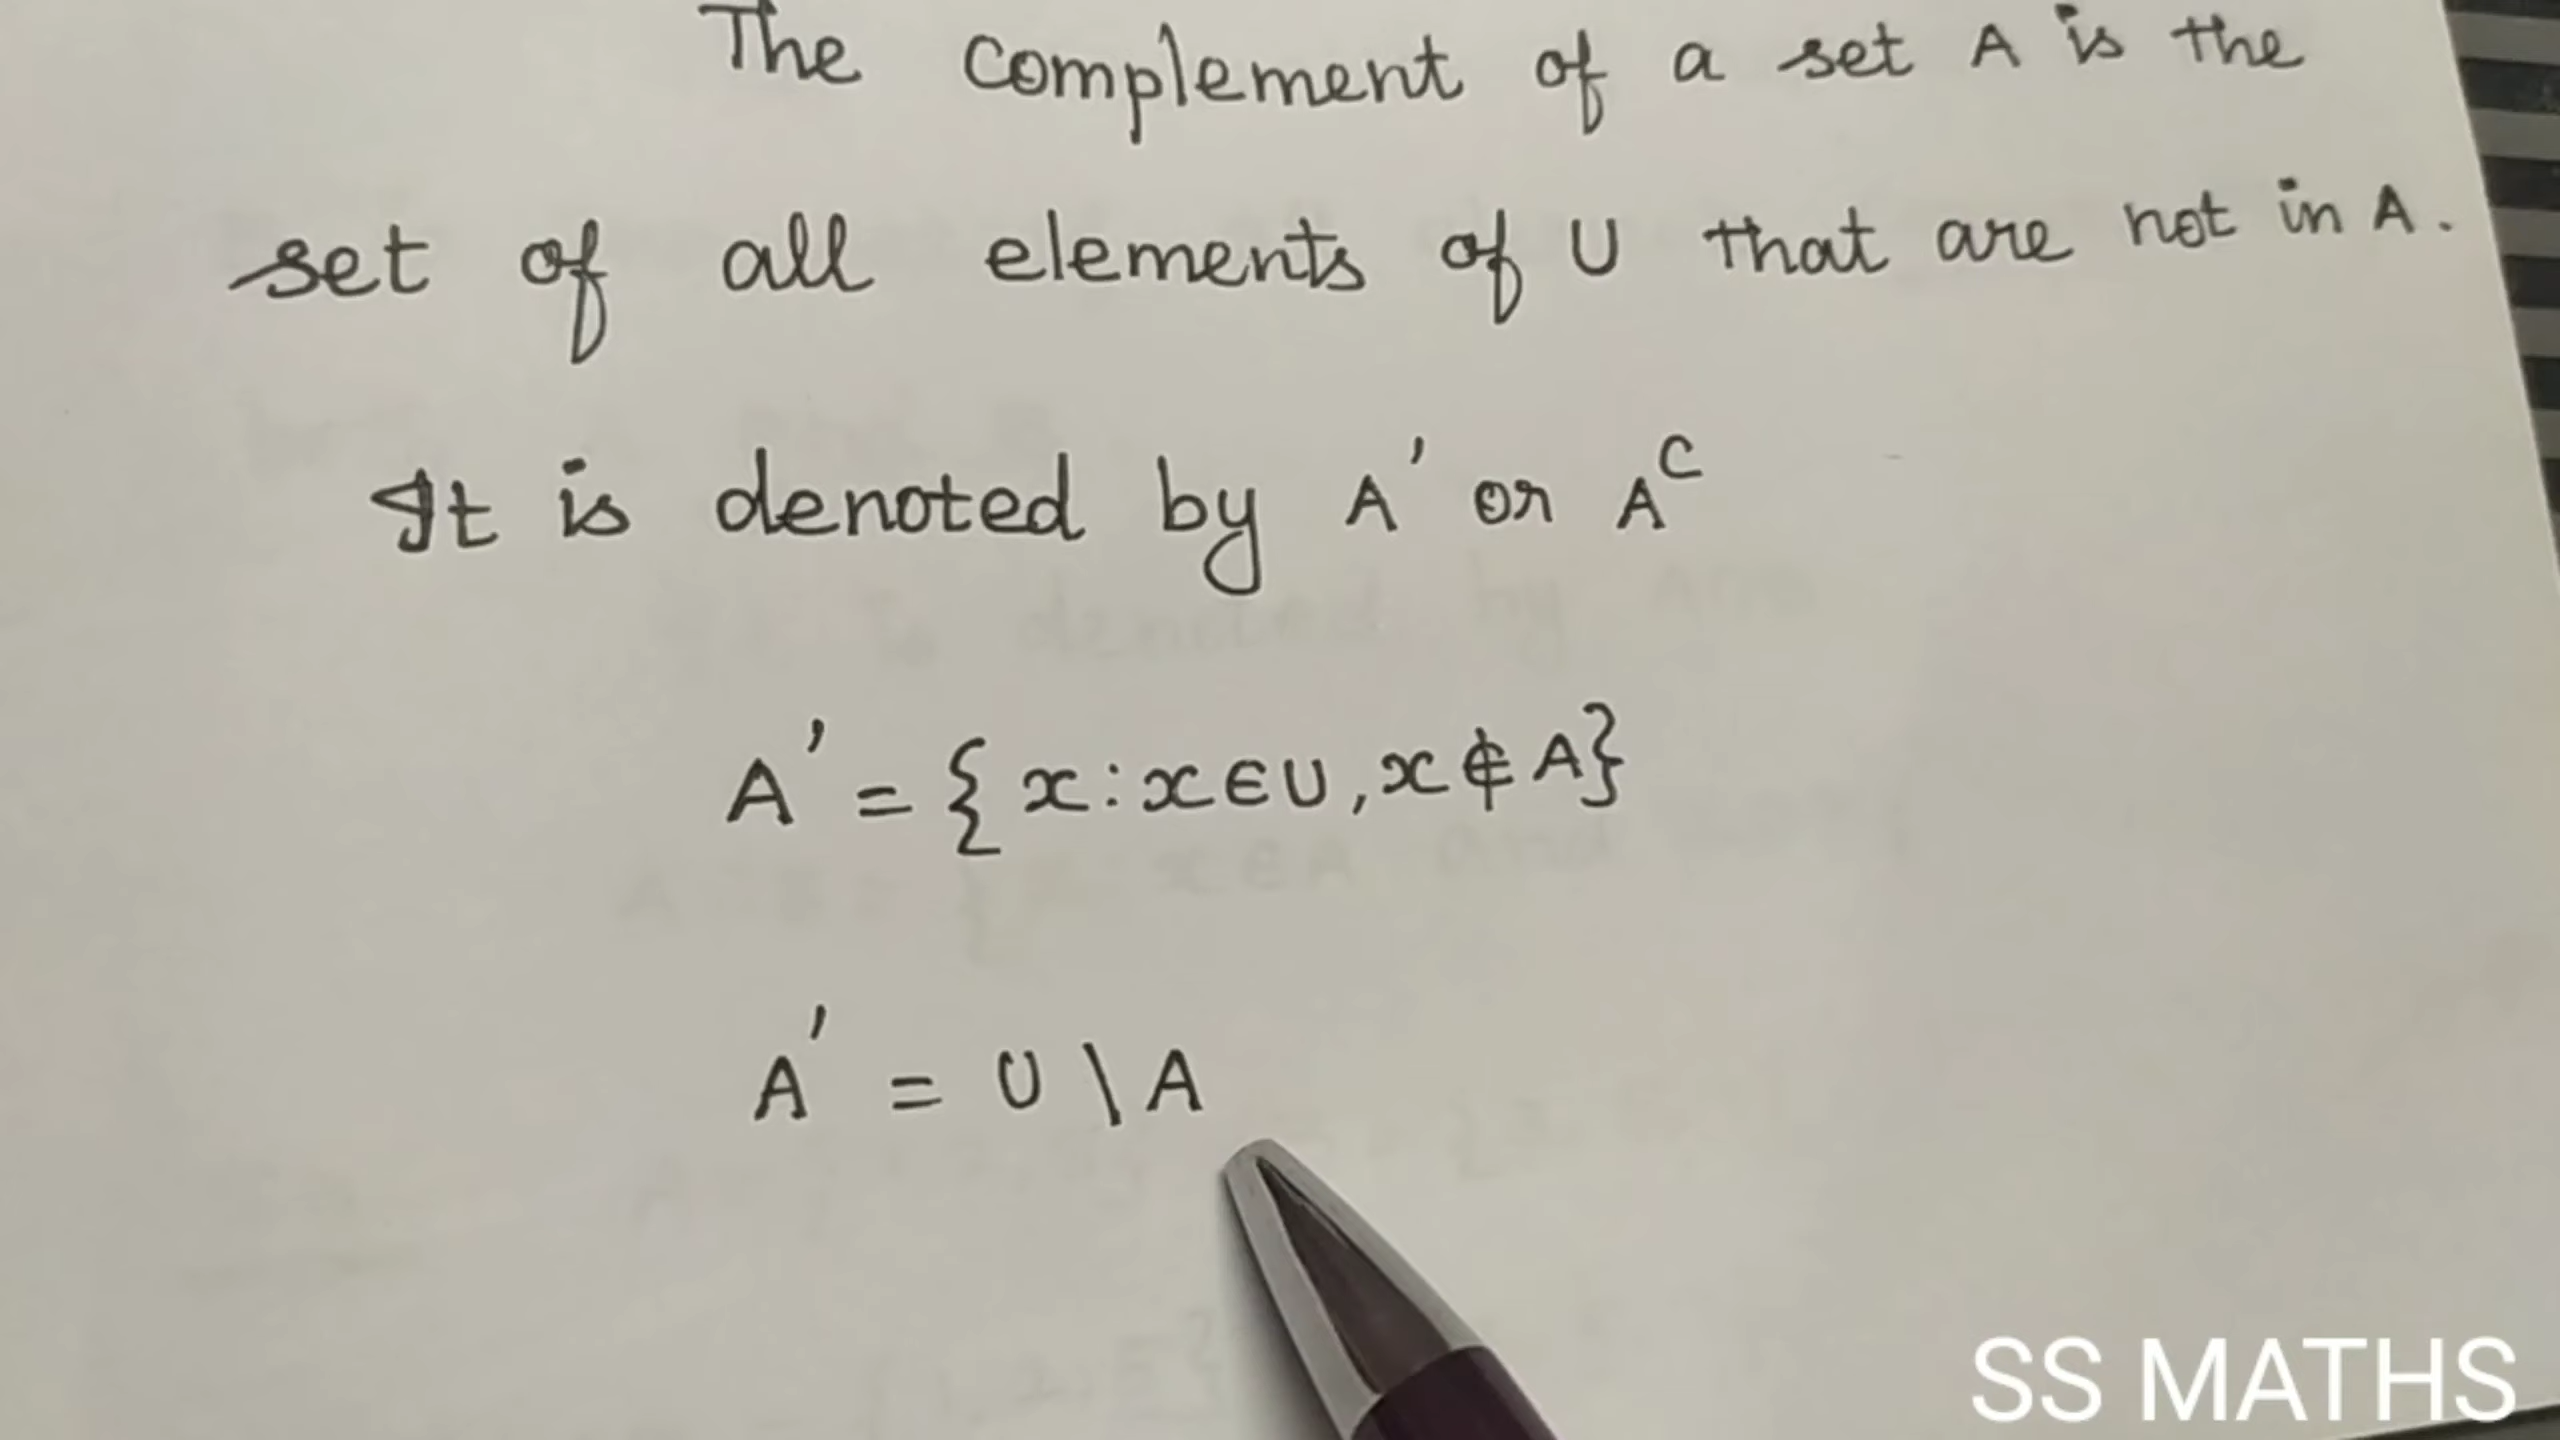 The complement of a set A is the
set of all elements of U that are not in A.
It is denoted by A' or A^C
A' = {x : x ∈ U, x ∉ A}
A' = U \ A
SS MATHS